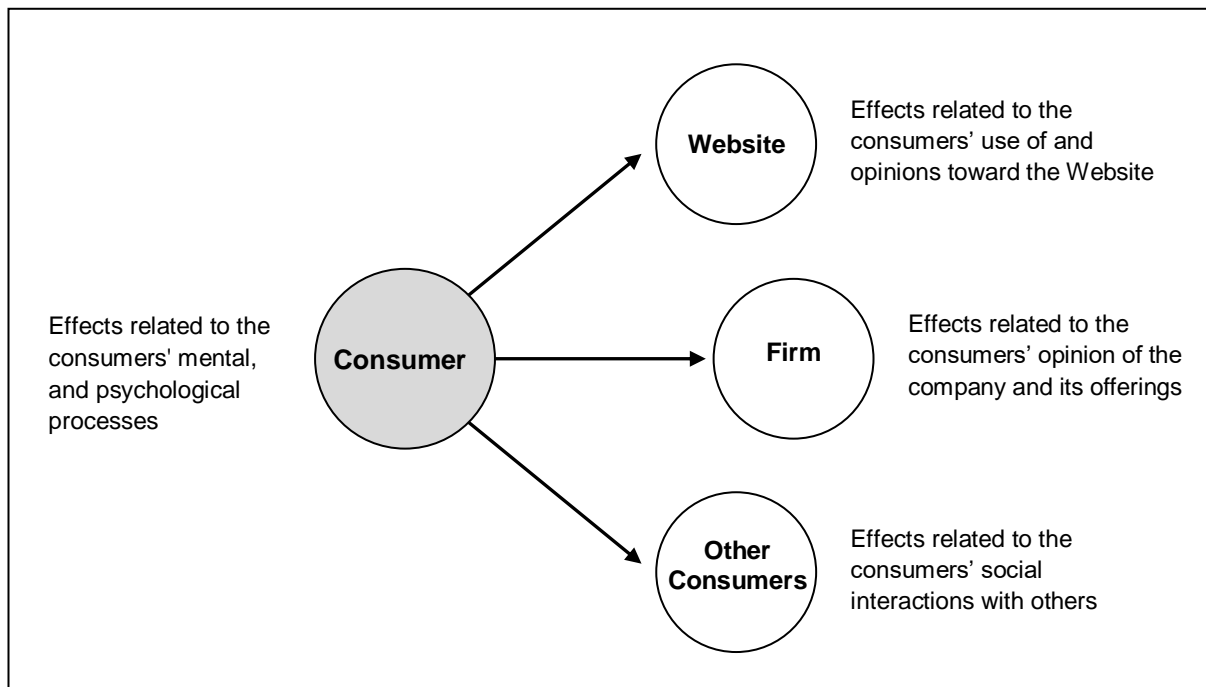 Website
Effects related to the
consumers’ use of and
opinions toward the Website
Effects related to the
consumers' mental,
and psychological
processes
Consumer
Firm
Effects related to the
consumers’ opinion of the
company and its offerings
Other
Consumers
Effects related to the
consumers’ social
interactions with others